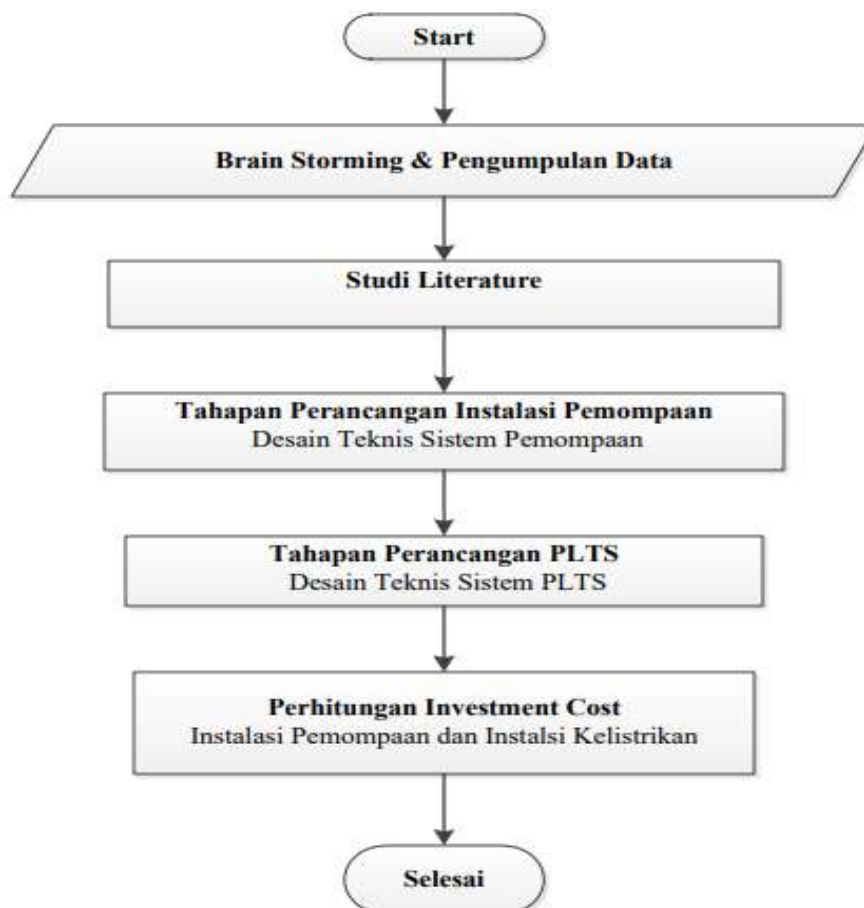 Start
Brain Storming & Pengumpulan Data
Studi Literature
Tahapan Perancangan Instalasi Pemompaan
Desain Teknis Sistem Pemompaan
Tahapan Perancangan PLTS
Desain Teknis Sistem PLTS
Perhitungan Investment Cost
Instalasi Pemompaan dan Instalsi Kelistrikan
Selesai